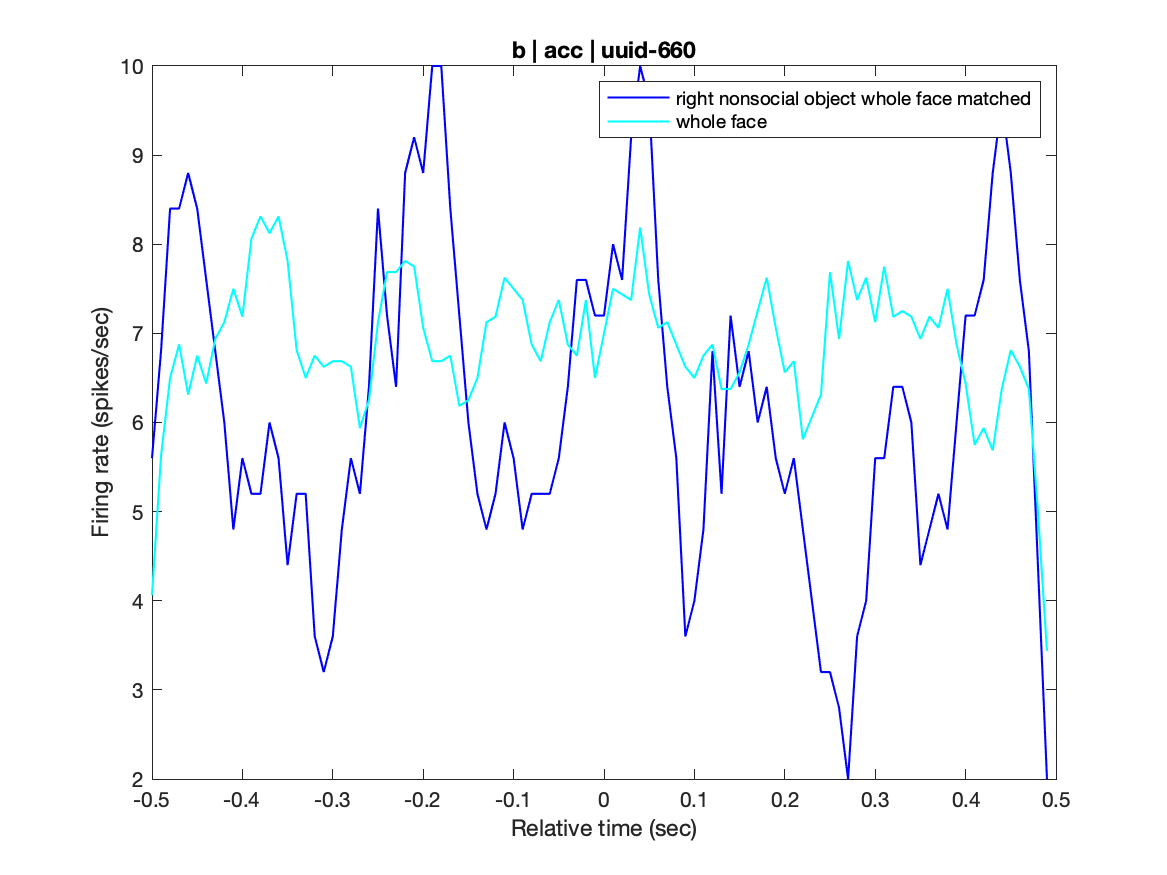 b | acc | uuid-660
right nonsocial object whole face matched
whole face
Firing rate (spikes/sec)
10
9
8
7
6
5
4
3
2
-0.5 -0.4 -0.3 -0.2 -0.1 0 0.1 0.2 0.3 0.4 0.5
Relative time (sec)